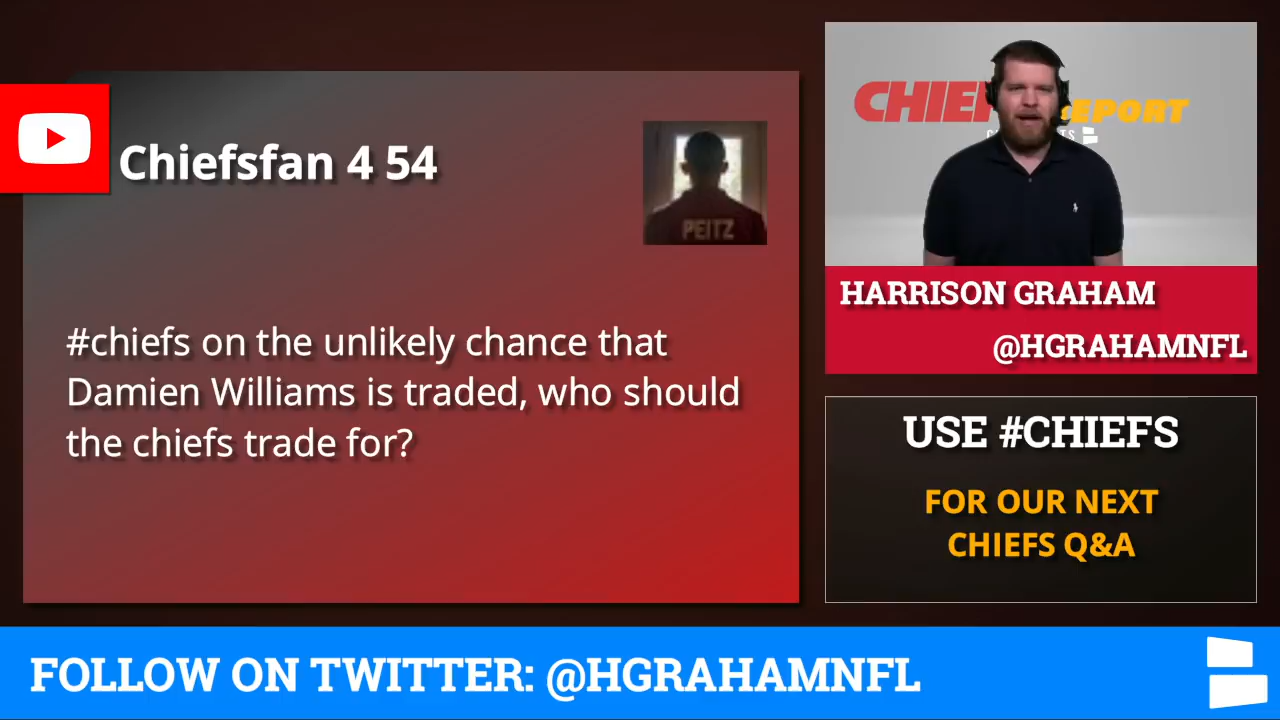 Chiefsfan 4 54
PEITZ
#chiefs on the unlikely chance that
Damien Williams is traded, who should
the chiefs trade for?
HARRISON GRAHAM
@HGRAHAMNFL
USE #CHIEFS
FOR OUR NEXT
CHIEFS Q&A
FOLLOW ON TWITTER: @HGRAHAMNFL